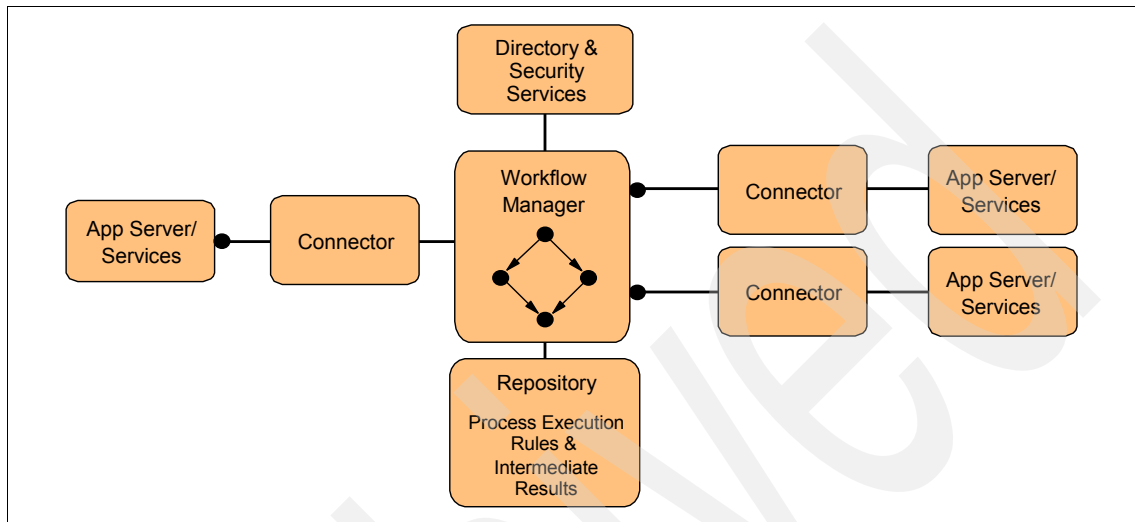 Directory &
Security
Services
Workflow
Manager
App Server/
Services
Connector
Connector
App Server/
Services
Connector
App Server/
Services
Repository
Process Execution
Rules &
Intermediate
Results